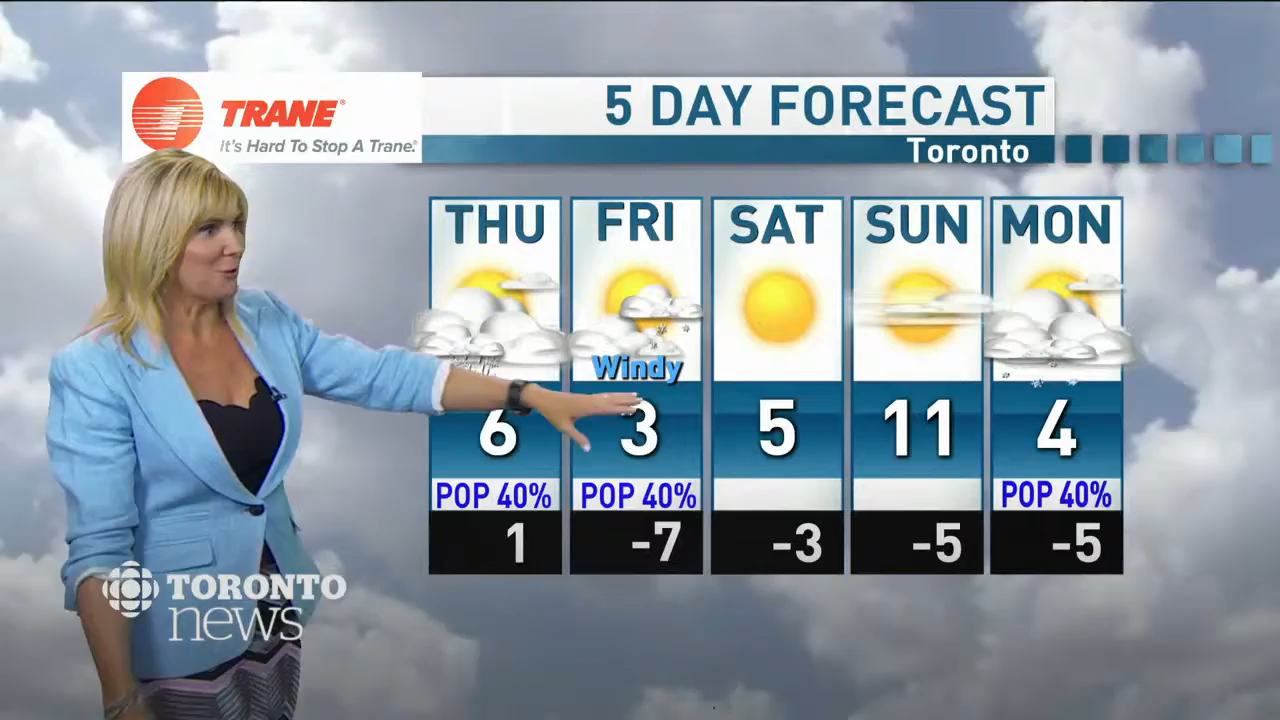 TRANE®
It's Hard To Stop A Trane.®
5 DAY FORECAST
Toronto
THU FRI SAT SUN MON
Windy
6 3 5 11 4
POP 40% POP 40% POP 40%
1 -7 -3 -5 -5
TORONTO
news